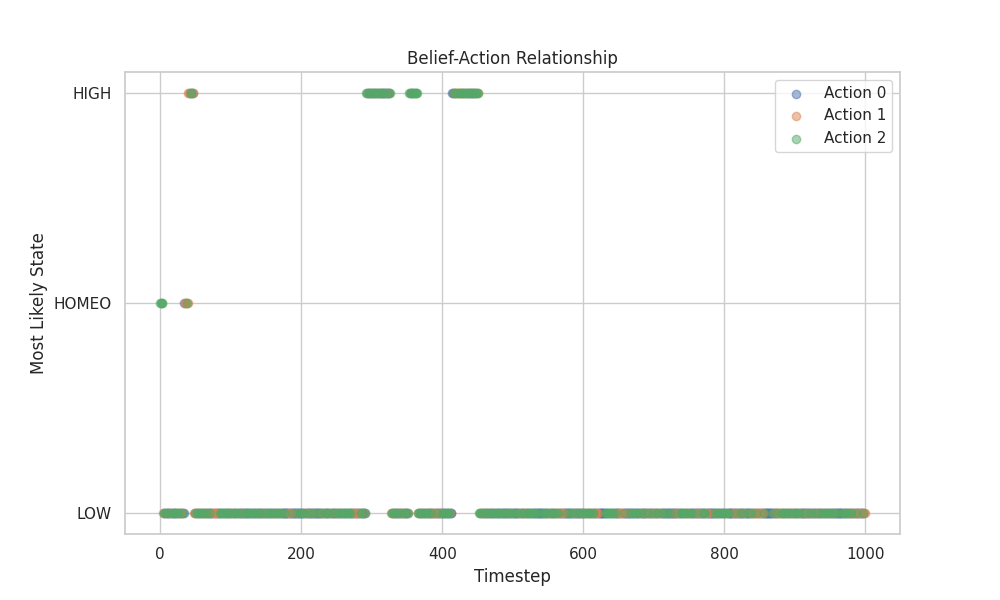 Belief-Action Relationship
HIGH
HOMEO
LOW
Most Likely State
Action 0
Action 1
Action 2
0
200
400
600
800
1000
Timestep